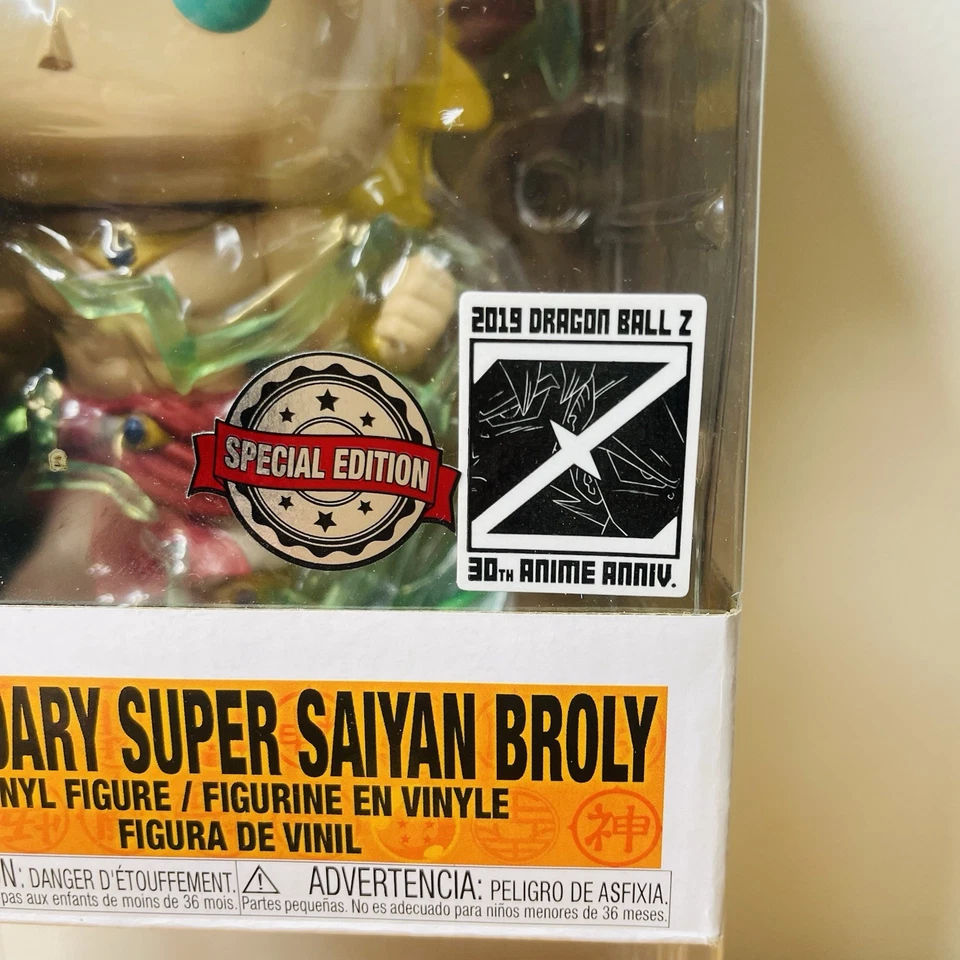 2019 DRAGON BALL Z
SPECIAL EDITION
30TH ANIME ANNIV.
DARY SUPER SAIYAN BROLY
NYL FIGURE / FIGURINE EN VINYLE
FIGURA DE VINIL
神
N: DANGER D'ÉTOUFFEMENT.
pas aux enfants de moins de 36 mois.
ADVERTENCIA: PELIGRO DE ASFIXIA.
Partes pequeñas. No es adecuado para niños menores de 36 meses.